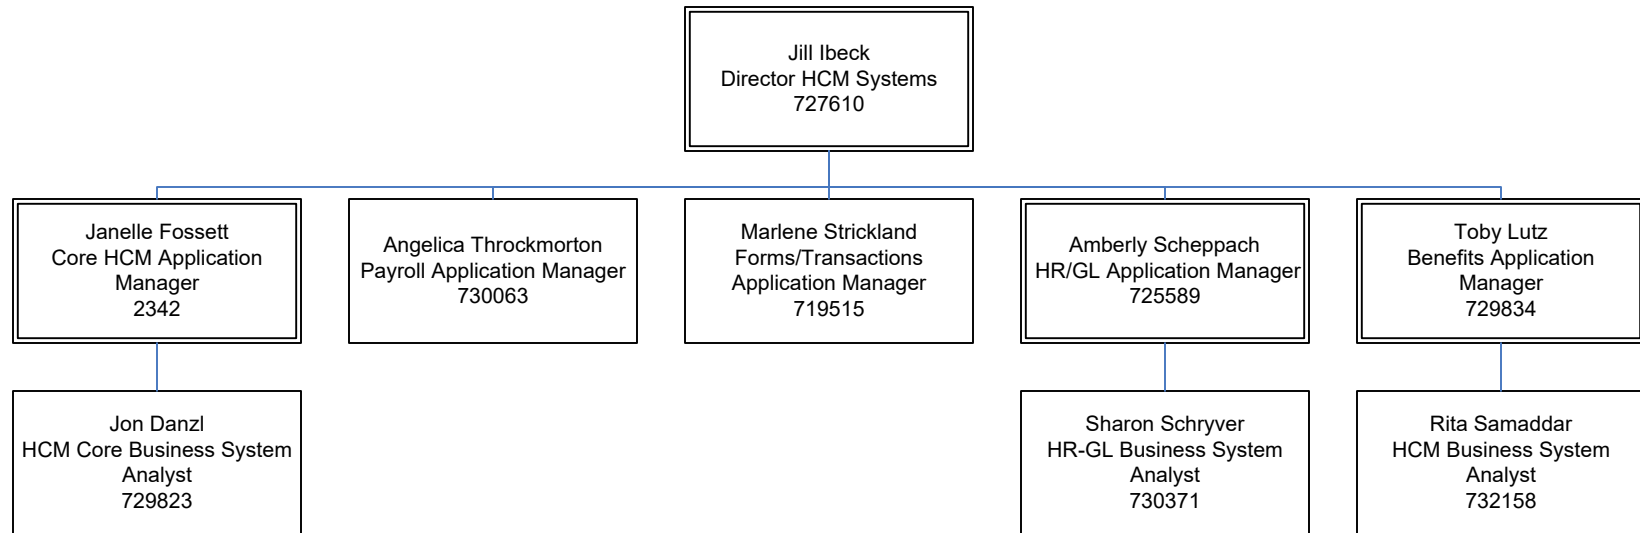 Jill Ibeck
Director HCM Systems
727610
Janelle Fossett
Core HCM Application
Manager
2342
Angelica Throckmorton
Payroll Application Manager
730063
Marlene Strickland
Forms/Transactions
Application Manager
719515
Amberly Scheppach
HR/GL Application Manager
725589
Toby Lutz
Benefits Application
Manager
729834
Jon Danzl
HCM Core Business System
Analyst
729823
Sharon Schryver
HR-GL Business System
Analyst
730371
Rita Samaddar
HCM Business System
Analyst
732158